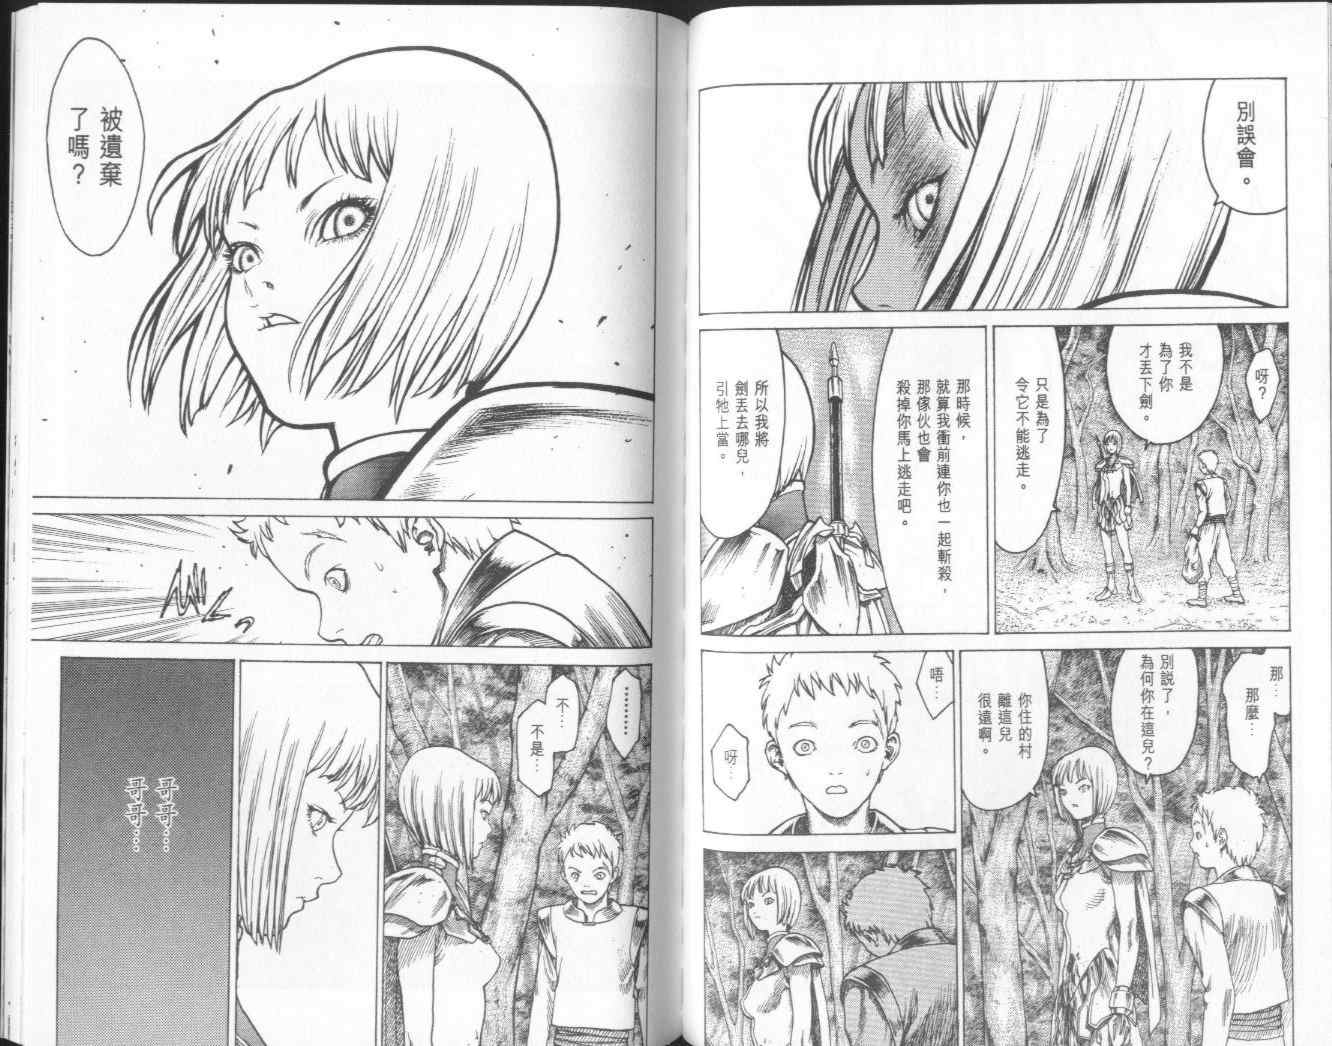 別誤會。
呀?
我不是
為了你
才丟下劍。
只是為了
令它不能逃走。
那時候，
就算我衝前連你也一起斬殺，
那傢伙也會
殺掉你馬上逃走吧。
所以我將
劍丟去哪兒，
引牠上當。
那…
那麼…
別說了，
為何你在這兒?
你住的村
離這兒
很遠啊。
唔…
呀…
被遺棄
了嗎?
………
不…
不是…
哥哥…
哥哥…